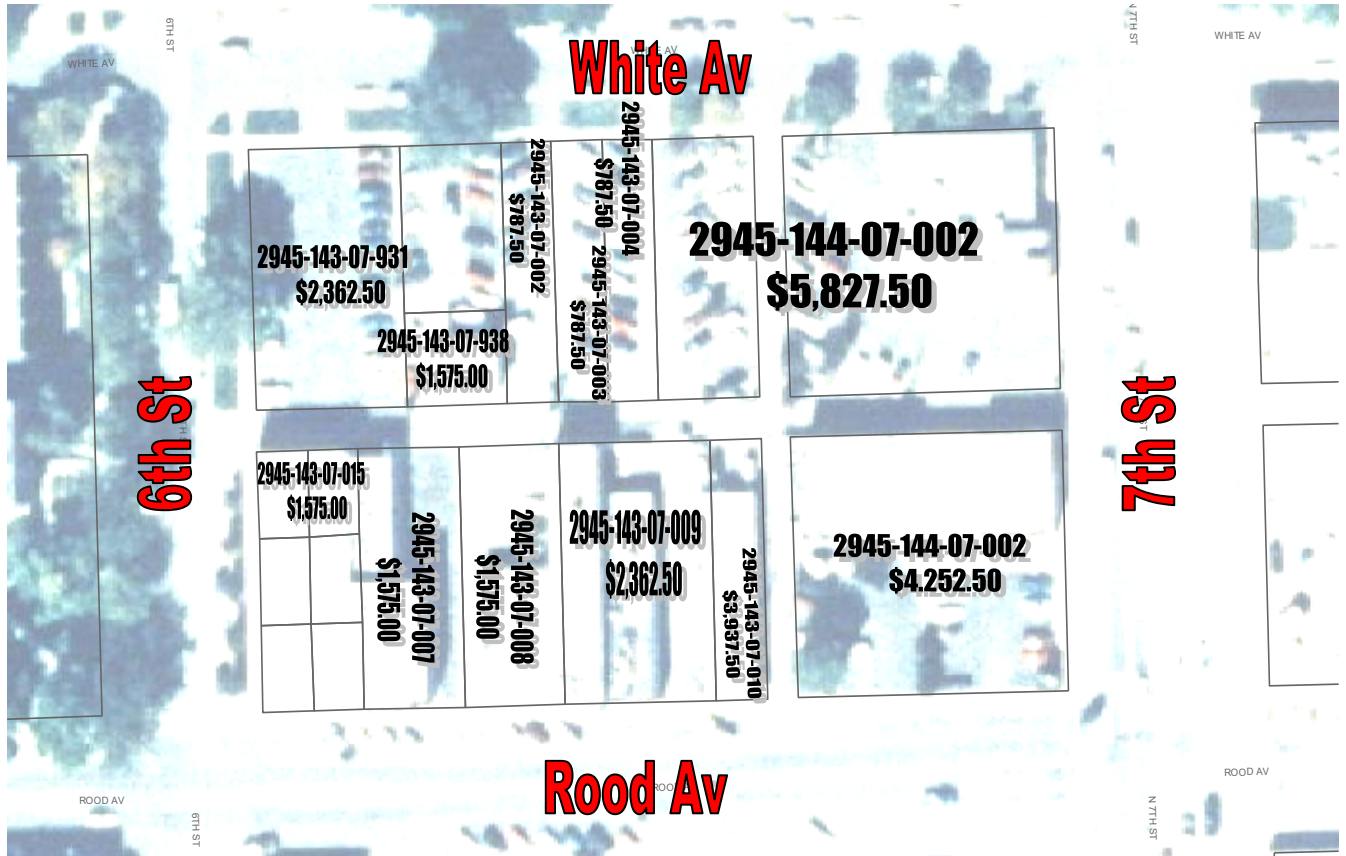 6TH ST
N 7TH ST
WHITE AV
WHITE AV
WHITE AV
White Av
2945-143-07-931
$2,362.50
2945-143-07-938
$1,575.00
2945-143-07-002
$787.50
2945-143-07-003
$787.50
2945-143-07-004
$787.50
2945-144-07-002
$5,827.50
6th St
7th St
2945-143-07-015
$1,575.00
2945-143-07-007
$1,575.00
2945-143-07-008
$1,575.00
2945-143-07-009
$2,362.50
2945-143-07-010
$3,937.50
2945-144-07-002
$4.252.50
Rood Av
ROOD AV
ROOD AV
6TH ST
N 7TH ST